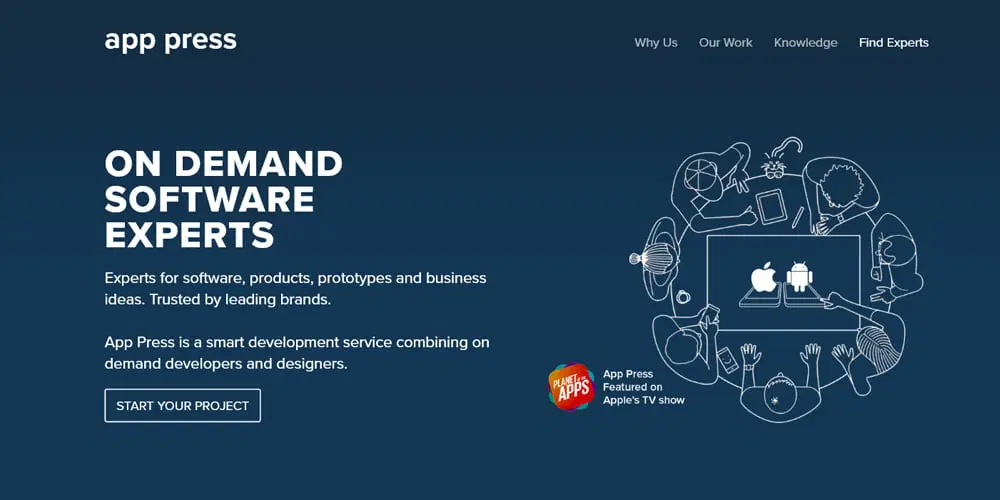 app press
Why Us
Our Work
Knowledge
Find Experts
ON DEMAND
SOFTWARE
EXPERTS
Experts for software, products, prototypes and business
ideas. Trusted by leading brands.
App Press is a smart development service combining on
demand developers and designers.
START YOUR PROJECT
PLANET OF THE
APPS
App Press
Featured on
Apple's TV show